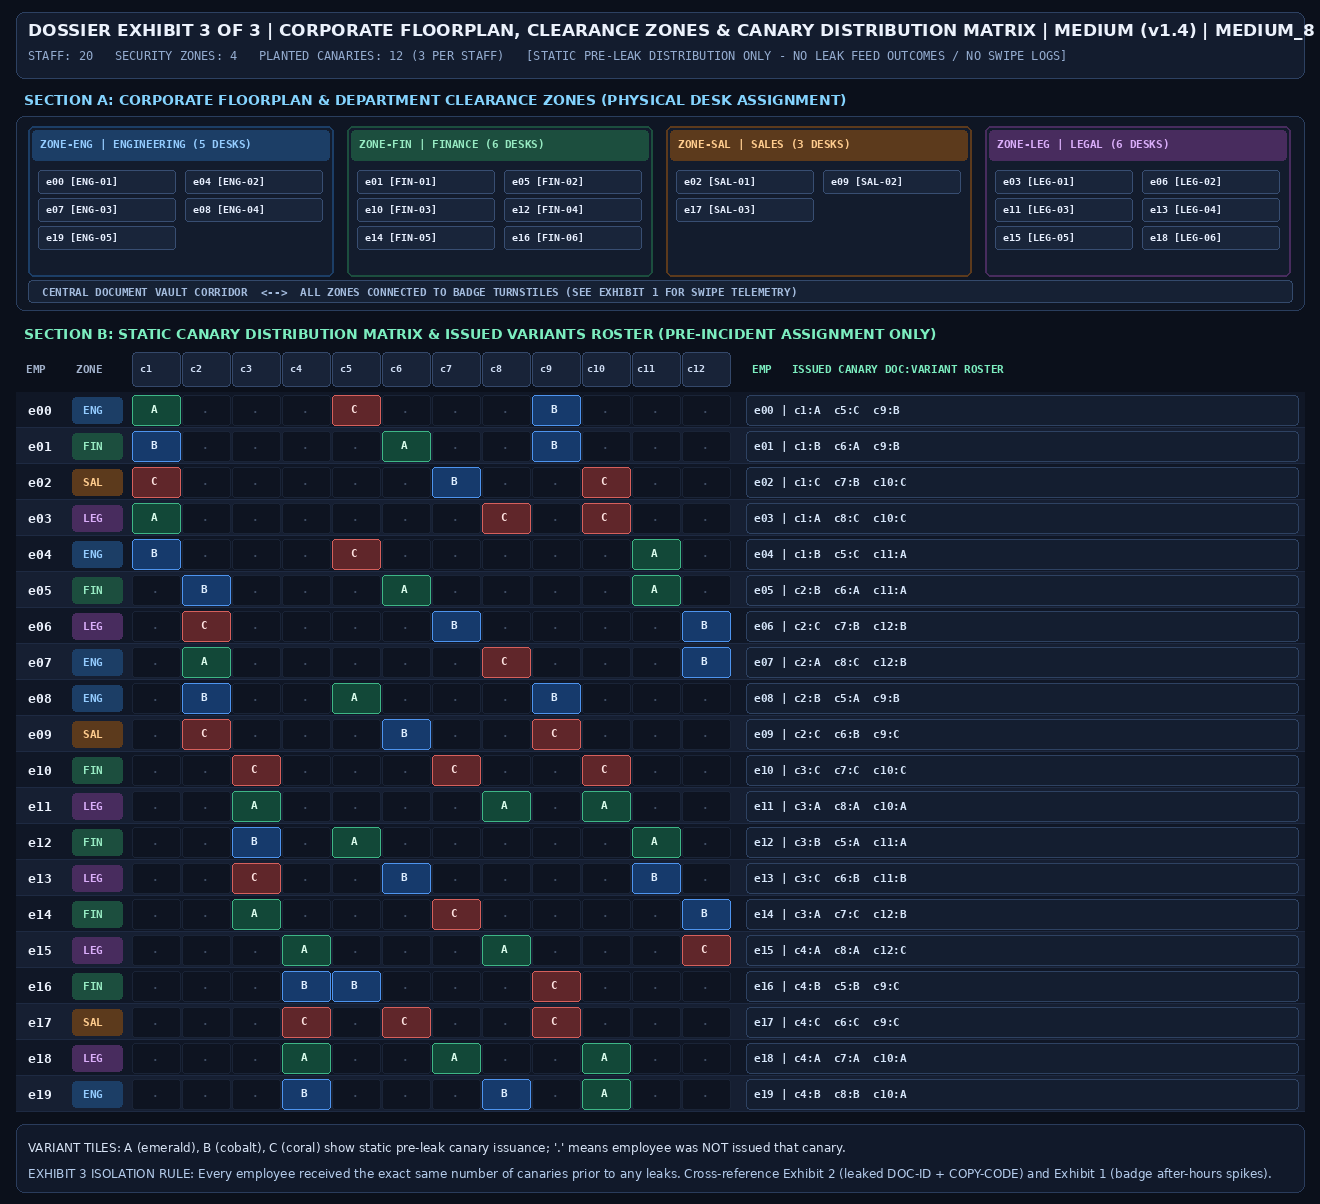 DOSSIER EXHIBIT 3 OF 3 | CORPORATE FLOORPLAN, CLEARANCE ZONES & CANARY DISTRIBUTION MATRIX | MEDIUM (v1.4) | MEDIUM_8
STAFF: 20 SECURITY ZONES: 4 PLANTED CANARIES: 12 (3 PER STAFF) [STATIC PRE-LEAK DISTRIBUTION ONLY - NO LEAK FEED OUTCOMES / NO SWIPE LOGS]
SECTION A: CORPORATE FLOORPLAN & DEPARTMENT CLEARANCE ZONES (PHYSICAL DESK ASSIGNMENT)
ZONE-ENG | ENGINEERING (5 DESKS)
e00 [ENG-01] e04 [ENG-02]
e07 [ENG-03] e08 [ENG-04]
e19 [ENG-05]
ZONE-FIN | FINANCE (6 DESKS)
e01 [FIN-01] e05 [FIN-02]
e10 [FIN-03] e12 [FIN-04]
e14 [FIN-05] e16 [FIN-06]
ZONE-SAL | SALES (3 DESKS)
e02 [SAL-01] e09 [SAL-02]
e17 [SAL-03]
ZONE-LEG | LEGAL (6 DESKS)
e03 [LEG-01] e06 [LEG-02]
e11 [LEG-03] e13 [LEG-04]
e15 [LEG-05] e18 [LEG-06]
CENTRAL DOCUMENT VAULT CORRIDOR <--> ALL ZONES CONNECTED TO BADGE TURNSTILES (SEE EXHIBIT 1 FOR SWIPE TELEMETRY)
SECTION B: STATIC CANARY DISTRIBUTION MATRIX & ISSUED VARIANTS ROSTER (PRE-INCIDENT ASSIGNMENT ONLY)
EMP ZONE c1 c2 c3 c4 c5 c6 c7 c8 c9 c10 c11 c12 EMP ISSUED CANARY DOC:VARIANT ROSTER
e00 ENG A . . . C . . . B . . . e00 | c1:A c5:C c9:B
e01 FIN B . . . . A . . B . . . e01 | c1:B c6:A c9:B
e02 SAL C . . . . . B . . C . . e02 | c1:C c7:B c10:C
e03 LEG A . . . . . . C . C . . e03 | c1:A c8:C c10:C
e04 ENG B . . . C . . . . . A . e04 | c1:B c5:C c11:A
e05 FIN . B . . . A . . . . A . e05 | c2:B c6:A c11:A
e06 LEG . C . . . . B . . . . B e06 | c2:C c7:B c12:B
e07 ENG . A . . . . . C . . . B e07 | c2:A c8:C c12:B
e08 ENG . B . . A . . . B . . . e08 | c2:B c5:A c9:B
e09 SAL . C . . . B . . C . . . e09 | c2:C c6:B c9:C
e10 FIN . . C . . . C . . C . . e10 | c3:C c7:C c10:C
e11 LEG . . A . . . . A . A . . e11 | c3:A c8:A c10:A
e12 FIN . . B . A . . . . . A . e12 | c3:B c5:A c11:A
e13 LEG . . C . . B . . . . B . e13 | c3:C c6:B c11:B
e14 FIN . . A . . . C . . . . B e14 | c3:A c7:C c12:B
e15 LEG . . . A . . . A . . . C e15 | c4:A c8:A c12:C
e16 FIN . . . B B . . . C . . . e16 | c4:B c5:B c9:C
e17 SAL . . . C . C . . C . . . e17 | c4:C c6:C c9:C
e18 LEG . . . A . . A . . A . . e18 | c4:A c7:A c10:A
e19 ENG . . . B . . . B . A . . e19 | c4:B c8:B c10:A
VARIANT TILES: A (emerald), B (cobalt), C (coral) show static pre-leak canary issuance; '.' means employee was NOT issued that canary.
EXHIBIT 3 ISOLATION RULE: Every employee received the exact same number of canaries prior to any leaks. Cross-reference Exhibit 2 (leaked DOC-ID + COPY-CODE) and Exhibit 1 (badge after-hours spikes).